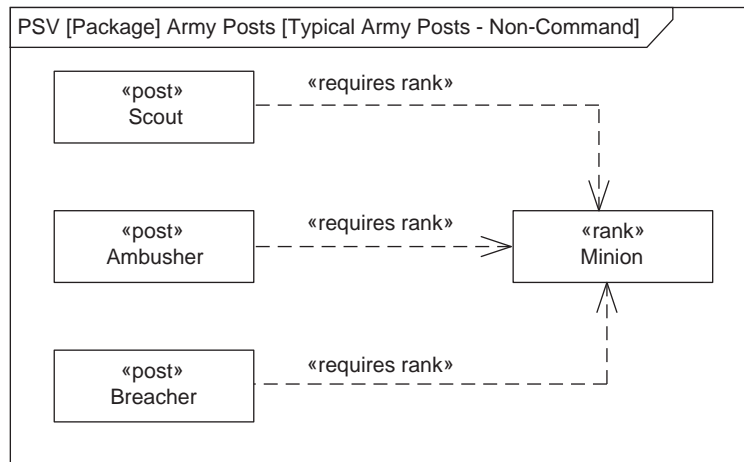 PSV [Package] Army Posts [Typical Army Posts - Non-Command]
«post»
Scout
«requires rank»
«post»
Ambusher
«requires rank»
«rank»
Minion
«post»
Breacher
«requires rank»